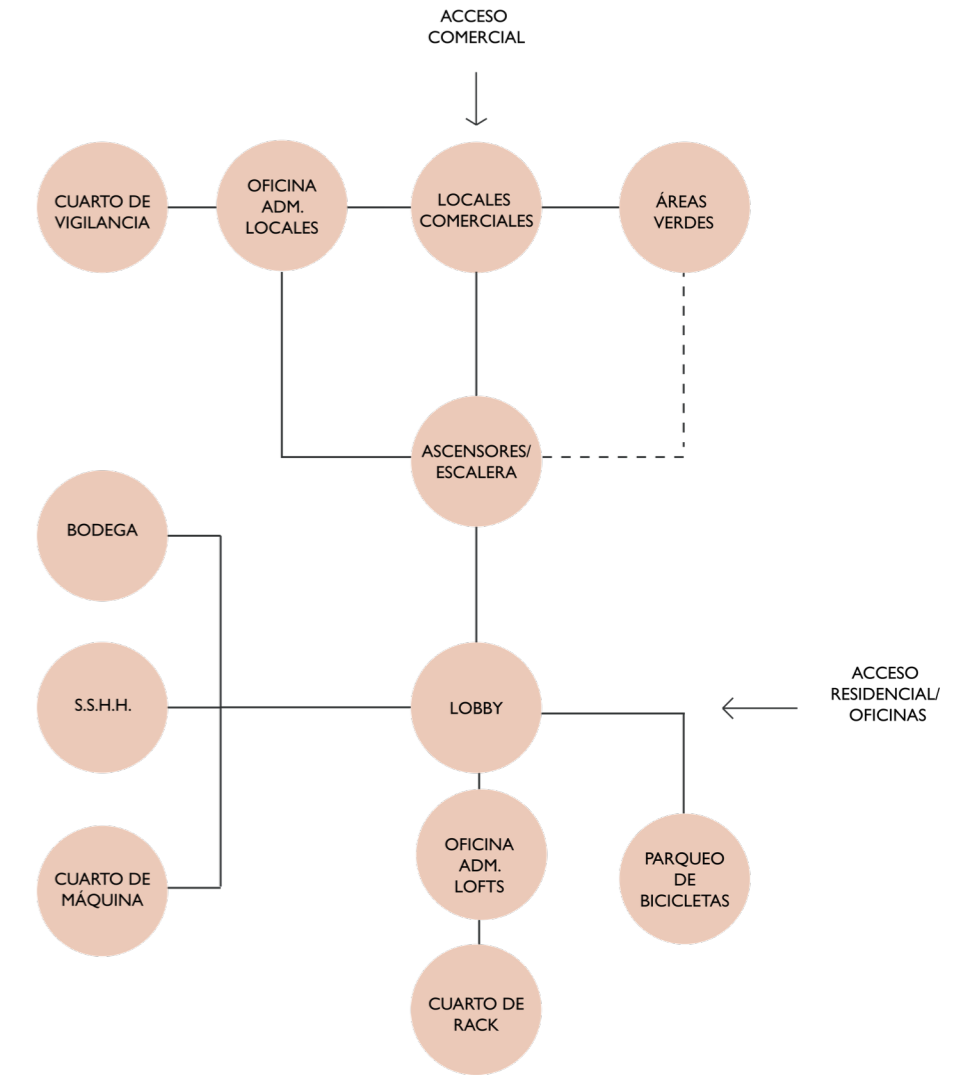 ACCESO
COMERCIAL
CUARTO DE
VIGILANCIA
OFICINA
ADM.
LOCALES
LOCALES
COMERCIALES
ÁREAS
VERDES
ASCENSORES/
ESCALERA
BODEGA
S.S.H.H.
LOBBY
ACCESO
RESIDENCIAL/
OFICINAS
CUARTO DE
MÁQUINA
OFICINA
ADM.
LOFTS
PARQUEO
DE
BICICLETAS
CUARTO DE
RACK